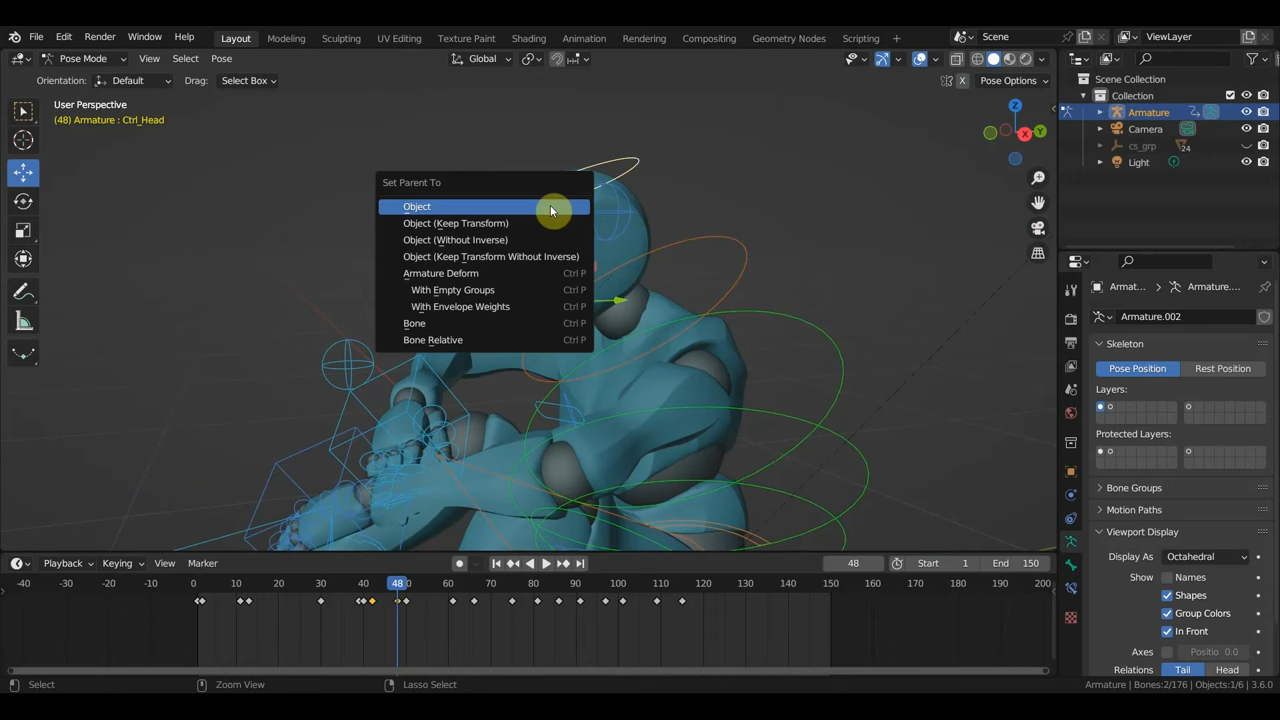 File Edit Render Window Help Layout Modeling Sculpting UV Editing Texture Paint Shading Animation Rendering Compositing Geometry Nodes Scripting + Scene ViewLayer
Pose Mode View Select Pose Global
Orientation: Default Drag: Select Box X Pose Options
User Perspective
(48) Armature : Ctrl_Head
Z
Y
X
Set Parent To
Object
Object (Keep Transform)
Object (Without Inverse)
Object (Keep Transform Without Inverse)
Armature Deform Ctrl P
With Empty Groups Ctrl P
With Envelope Weights Ctrl P
Bone Ctrl P
Bone Relative Ctrl P
Scene Collection
Collection
Armature
Camera
cs_grp 24
Light
Armat... Armature....
Armature.002
Skeleton
Pose Position Rest Position
Layers:
Protected Layers:
Bone Groups
Motion Paths
Viewport Display
Display As Octahedral
Show Names
Shapes
Group Colors
In Front
Axes Positio 0.0
Relations Tail Head
Playback Keying View Marker 48 Start 1 End 150
-40 -30 -20 -10 0 10 20 30 40 48 50 60 70 80 90 100 110 120 130 140 150 160 170 180 190 200
Select Zoom View Lasso Select Armature | Bones:2/176 | Objects:1/6 | 3.6.0